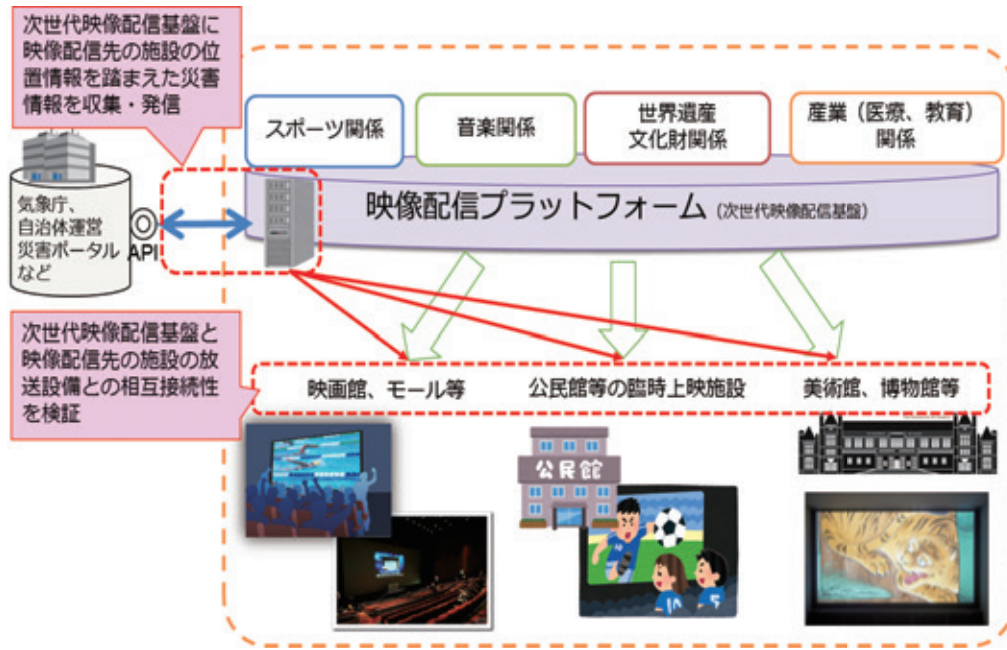 次世代映像配信基盤に
映像配信先の施設の位
置情報を踏まえた災害
情報を収集・発信
スポーツ関係
音楽関係
世界遺産
文化財関係
産業（医療、教育）
関係
映像配信プラットフォーム（次世代映像配信基盤）
気象庁、
自治体運営
災害ポータル
など
API
次世代映像配信基盤と
映像配信先の施設の放
送設備との相互接続性
を検証
映画館、モール等
公民館等の臨時上映施設
美術館、博物館等
公民館